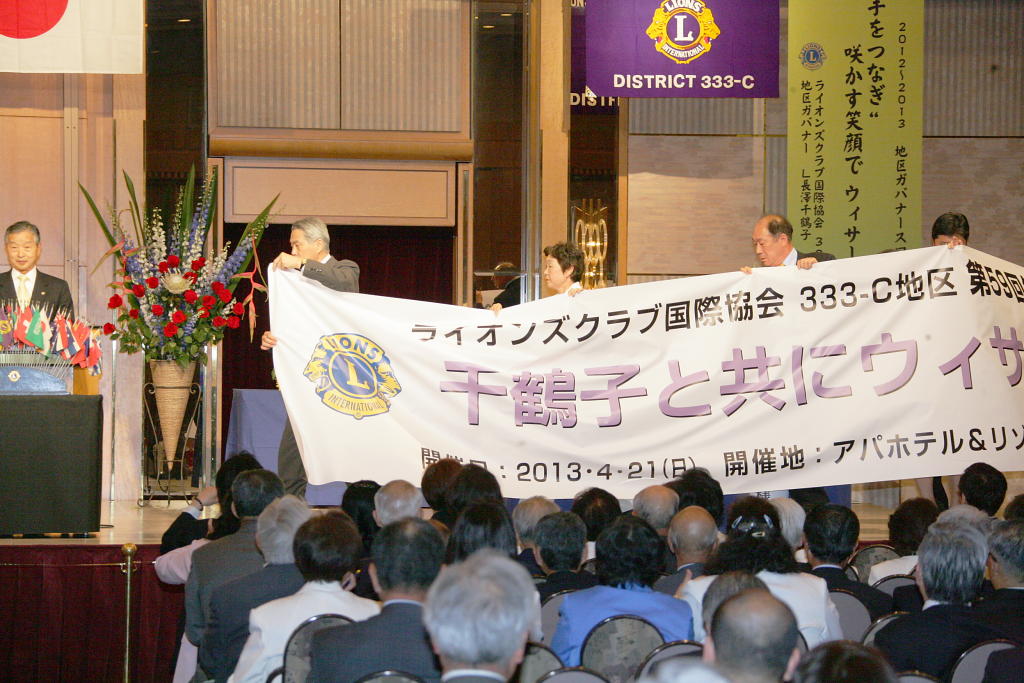 LIONS
L
INTERNATIONAL
DISTRICT 333-C
手をつなぎ“
咲かす笑顔で ウィサー
2012~2013 地区ガバナース
ライオンズクラブ国際協会 33
地区ガバナー L長澤千鶴子
ライオンズクラブ国際協会 333-C地区 第59回
千鶴子と共にウィサ
LIONS
L
INTERNATIONAL
開催日：2013・4・21(日) 開催地：アパホテル＆リゾ